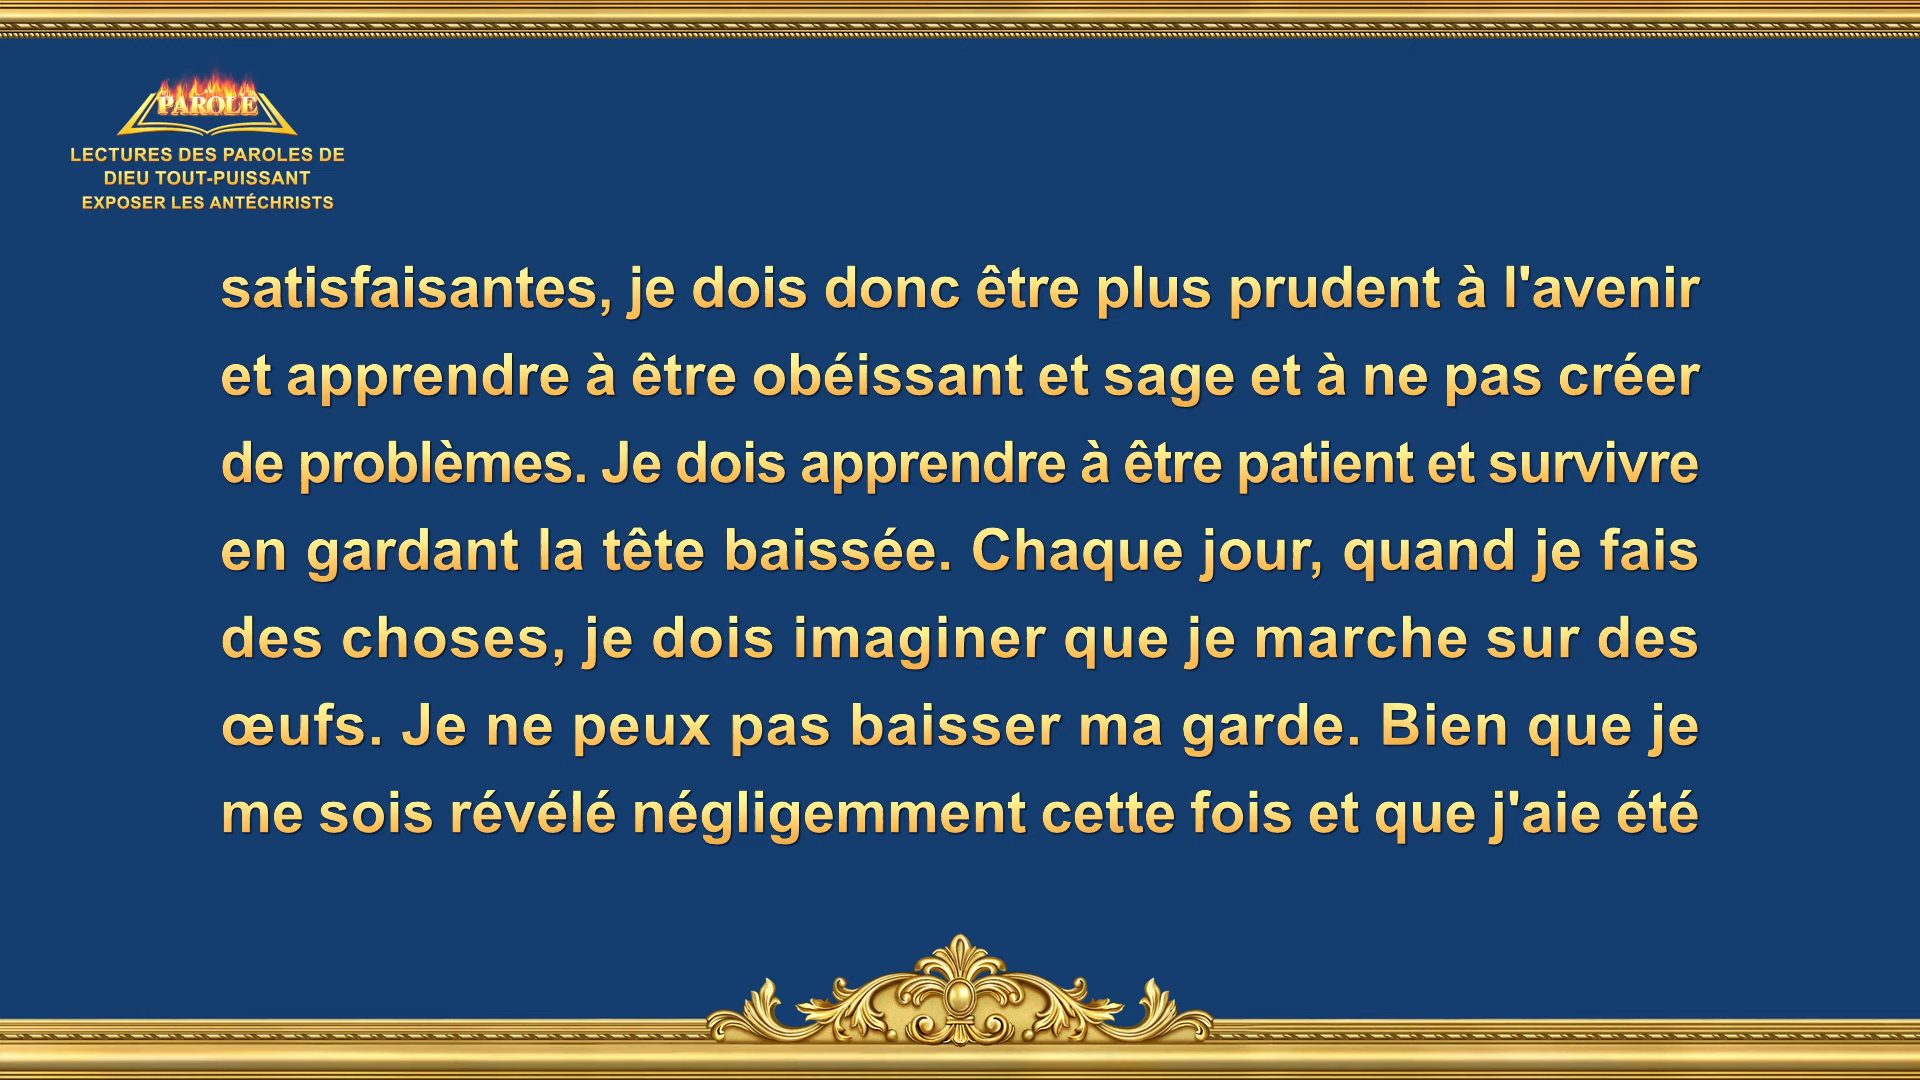 PAROLE
LECTURES DES PAROLES DE
DIEU TOUT-PUISSANT
EXPOSER LES ANTÉCHRISTS
satisfaisantes, je dois donc être plus prudent à l'avenir
et apprendre à être obéissant et sage et à ne pas créer
de problèmes. Je dois apprendre à être patient et survivre
en gardant la tête baissée. Chaque jour, quand je fais
des choses, je dois imaginer que je marche sur des
œufs. Je ne peux pas baisser ma garde. Bien que je
me sois révélé négligemment cette fois et que j'aie été